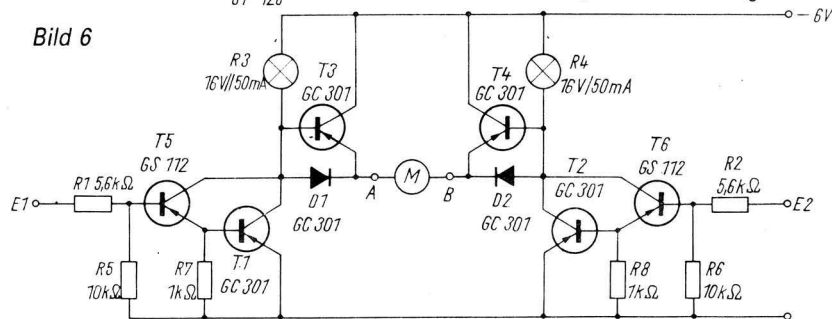 Bild 6
– 6V
R3
16V/50mA
T3
GC 301
T4
GC 301
R4
16V/50mA
T5
GS 112
R1 5,6kΩ
E1
D1
GC 301
A
M
B
D2
GC 301
T2
GC 301
T6
GS 112
R2
5,6kΩ
E2
R5
10kΩ
R7
1kΩ
T1
GC 301
R8
1kΩ
R6
10kΩ